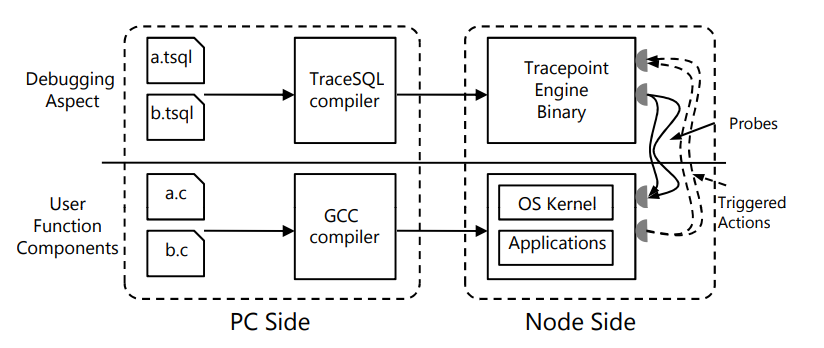 Debugging
Aspect
a.tsql
b.tsql
TraceSQL
compiler
Tracepoint
Engine
Binary
Probes
User
Function
Components
a.c
b.c
GCC
compiler
OS Kernel
Applications
Triggered
Actions
PC Side
Node Side